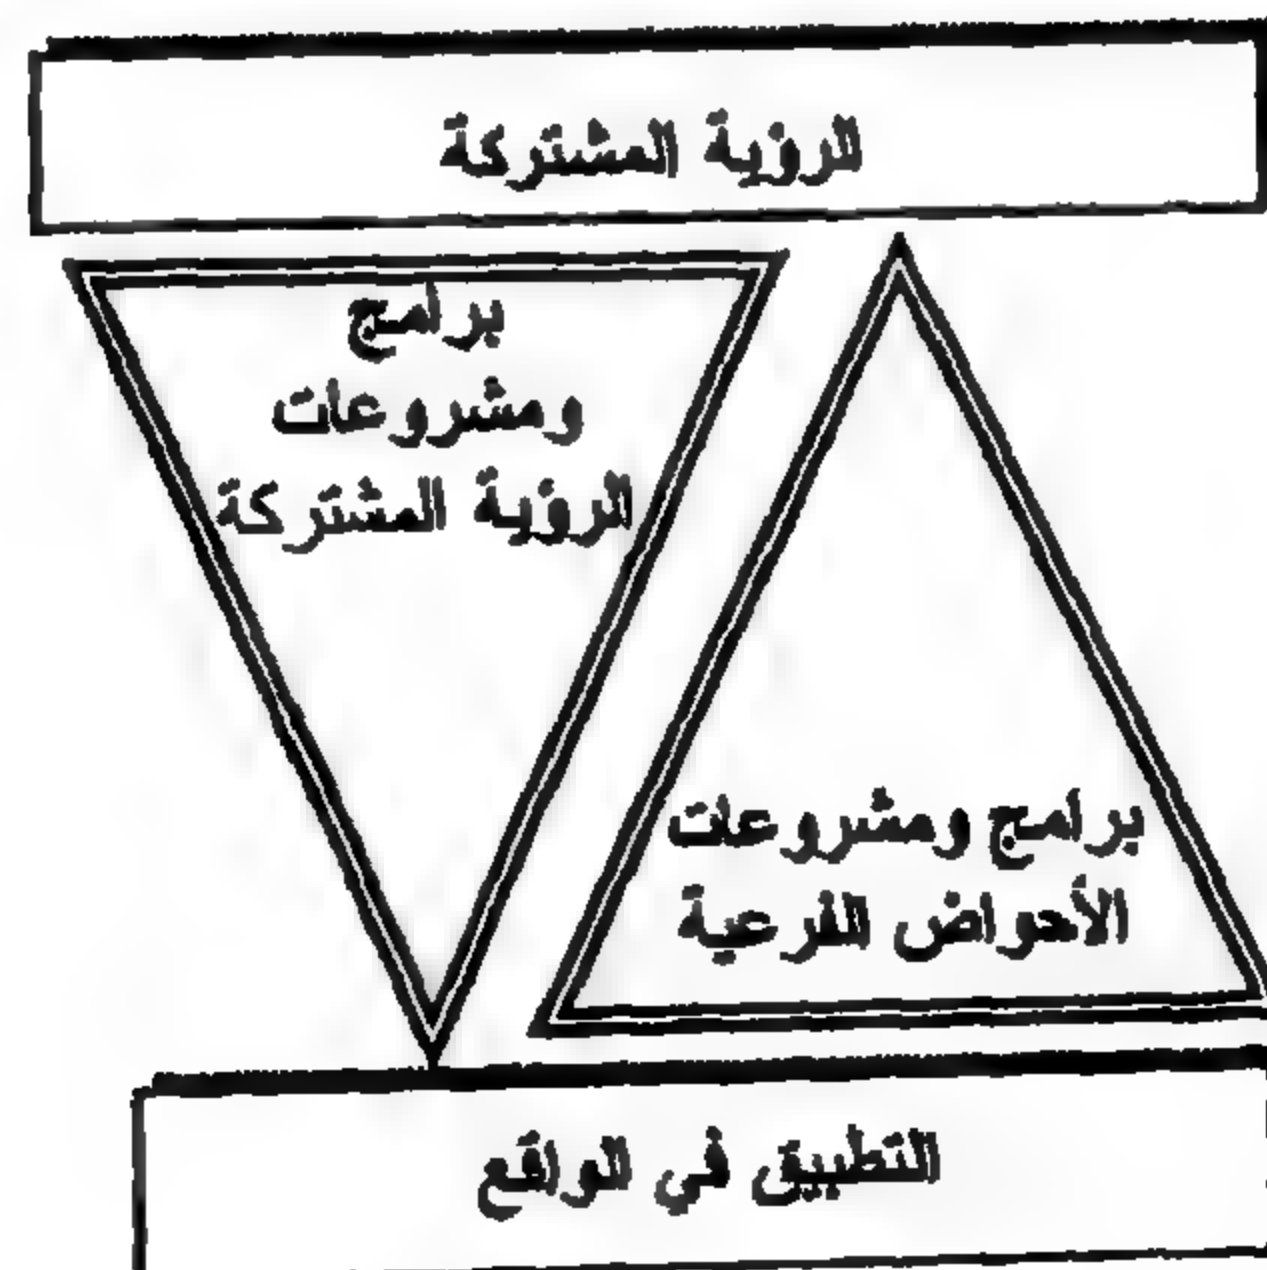 الرؤية المشتركة
برامج
ومشروعات
الرؤية المشتركة
برامج ومشروعات
الأحواض الفرعية
التطبيق في الواقع